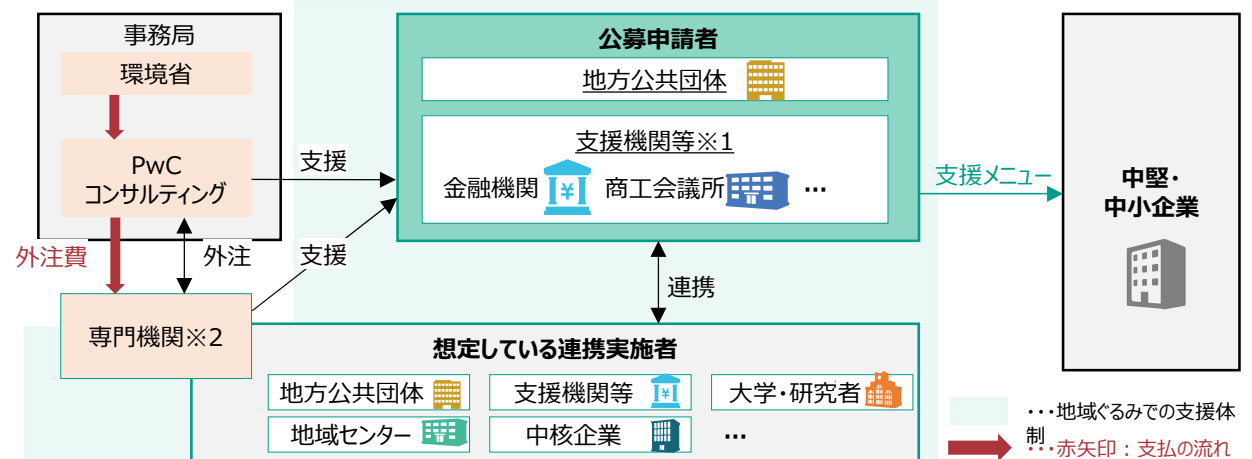 事務局
環境省
PwC
コンサルティング
外注費
外注
支援
支援
専門機関※2
公募申請者
地方公共団体
支援機関等※1
金融機関
¥
商工会議所
…
連携
支援メニュー
中堅・
中小企業
想定している連携実施者
地方公共団体
支援機関等
¥
大学・研究者
地域センター
中核企業
…
・・・地域ぐるみでの支援体
制
・・・赤矢印：支払の流れ